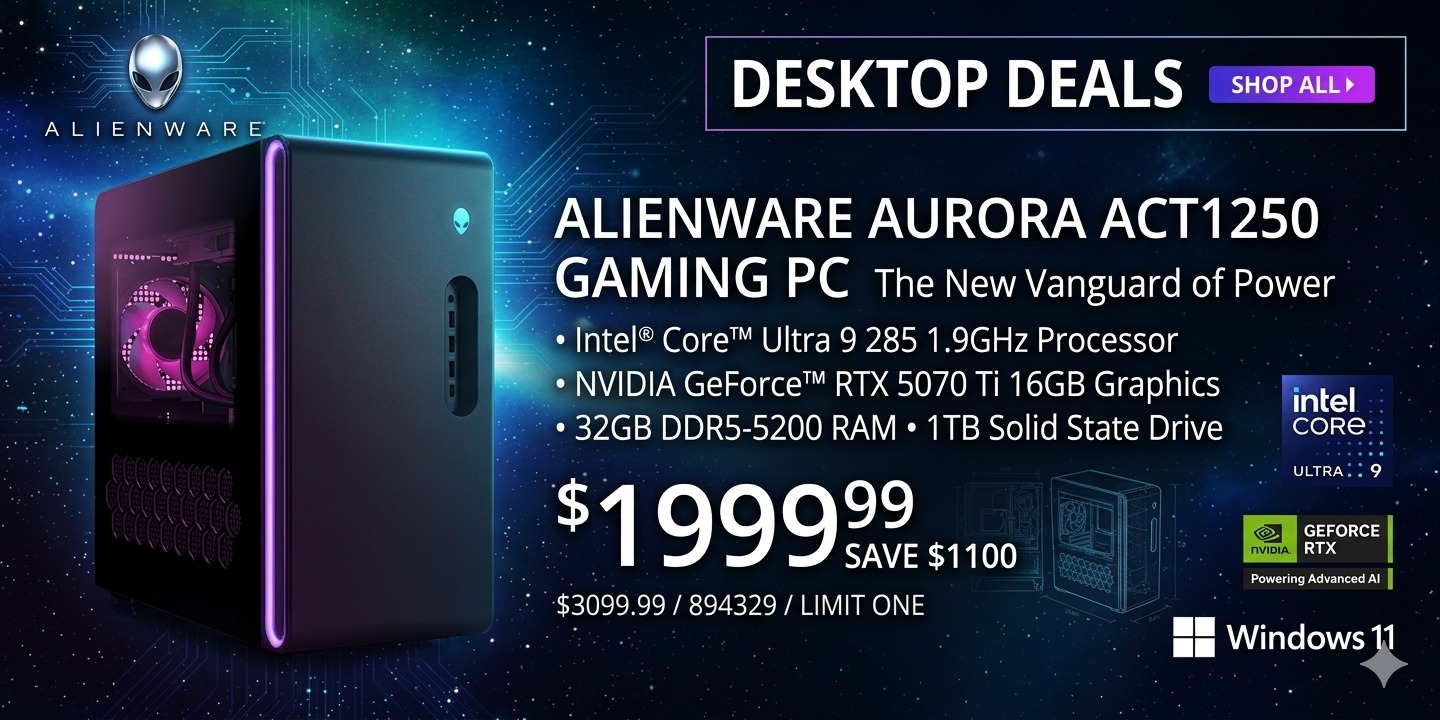 ALIENWARE
DESKTOP DEALS
SHOP ALL
ALIENWARE AURORA ACT1250
GAMING PC The New Vanguard of Power
• Intel® Core™ Ultra 9 285 1.9GHz Processor
• NVIDIA GeForce™ RTX 5070 Ti 16GB Graphics
• 32GB DDR5-5200 RAM • 1TB Solid State Drive
$1999 99
SAVE $1100
$3099.99 / 894329 / LIMIT ONE
intel
CORE
ULTRA 9
NVIDIA.
GEFORCE
RTX
Powering Advanced AI
Windows 11